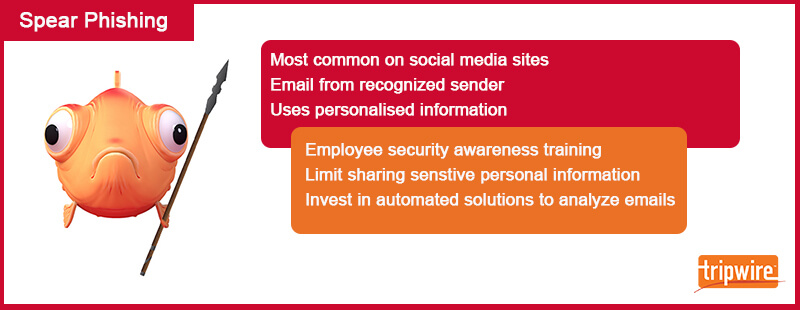 Spear Phishing
Most common on social media sites
Email from recognized sender
Uses personalised information
Employee security awareness training
Limit sharing senstive personal information
Invest in automated solutions to analyze emails
tripwire